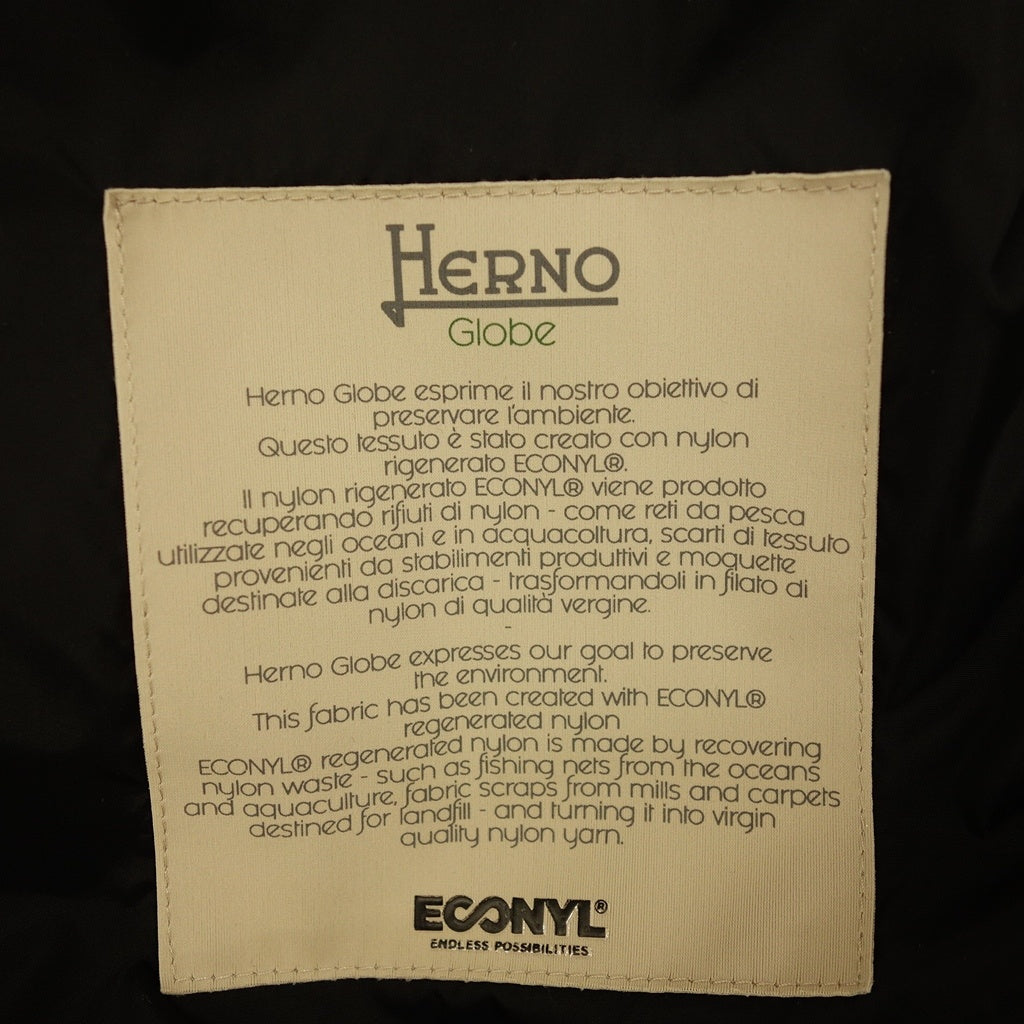 HERNO
Globe
Herno Globe esprime il nostro obiettivo di
preservare l'ambiente.
Questo tessuto è stato creato con nylon
rigenerato ECONYL®.
Il nylon rigenerato ECONYL® viene prodotto
recuperando rifiuti di nylon - come reti da pesca
utilizzate negli oceani e in acquacoltura, scarti di tessuto
provenienti da stabilimenti produttivi e moquette
destinate alla discarica - trasformandoli in filato di
nylon di qualità vergine.
-
Herno Globe expresses our goal to preserve
the environment.
This fabric has been created with ECONYL®
regenerated nylon
ECONYL® regenerated nylon is made by recovering
nylon waste - such as fishing nets from the oceans
and aquaculture, fabric scraps from mills and carpets
destined for landfill - and turning it into virgin
quality nylon yarn.
ECONYL®
ENDLESS POSSIBILITIES